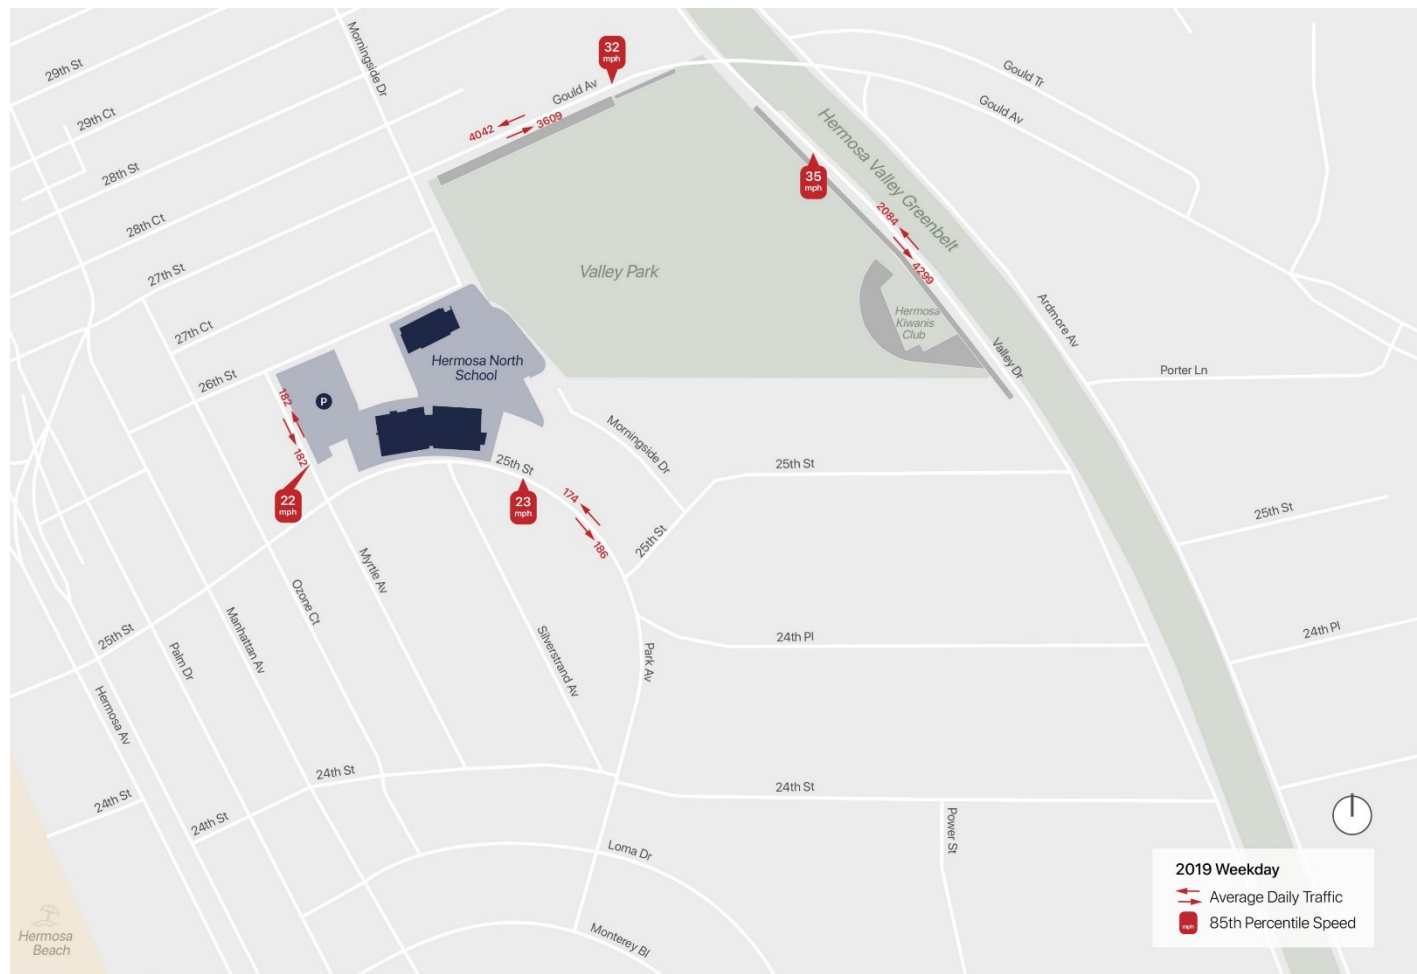 29th St
Morningside Dr
32
mph
Gould Av
Gould Tr
Gould Av
29th Ct
4042
3609
28th St
Hermosa Valley Greenbelt
35
mph
2084
28th Ct
4299
27th St
Valley Park
Ardmore Av
Hermosa
Kiwanis
Club
27th Ct
Valley Dr
Hermosa North
School
Porter Ln
26th St
P
182
182
Morningside Dr
25th St
25th St
22
mph
23
mph
174
186
25th St
25th St
Myrtle Av
Ozone Ct
Manhattan Av
25th St
Palm Dr
Silverstrand Av
Park Av
24th Pl
24th Pl
Hermosa Av
24th St
24th St
24th St
24th St
Power St
Loma Dr
Monterey Bl
Hermosa
Beach
2019 Weekday
Average Daily Traffic
mph
85th Percentile Speed